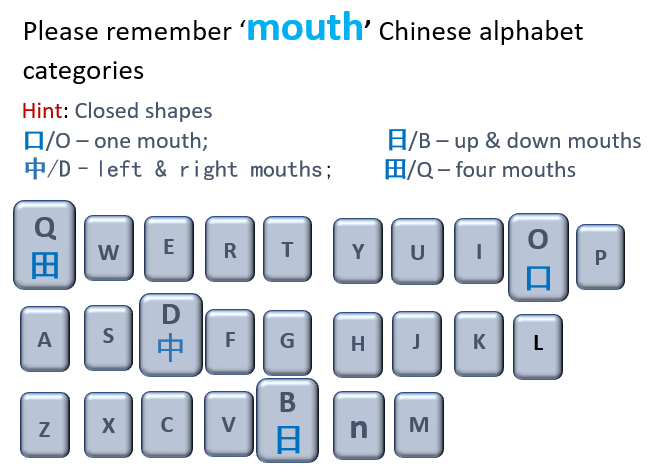 Please remember ‘mouth’ Chinese alphabet
categories
Hint: Closed shapes
口/O – one mouth; 日/B – up & down mouths
中/D – left & right mouths; 田/Q – four mouths
Q W E R T Y U I O P
田 口
A S D F G H J K L
中
Z X C V B n M
日